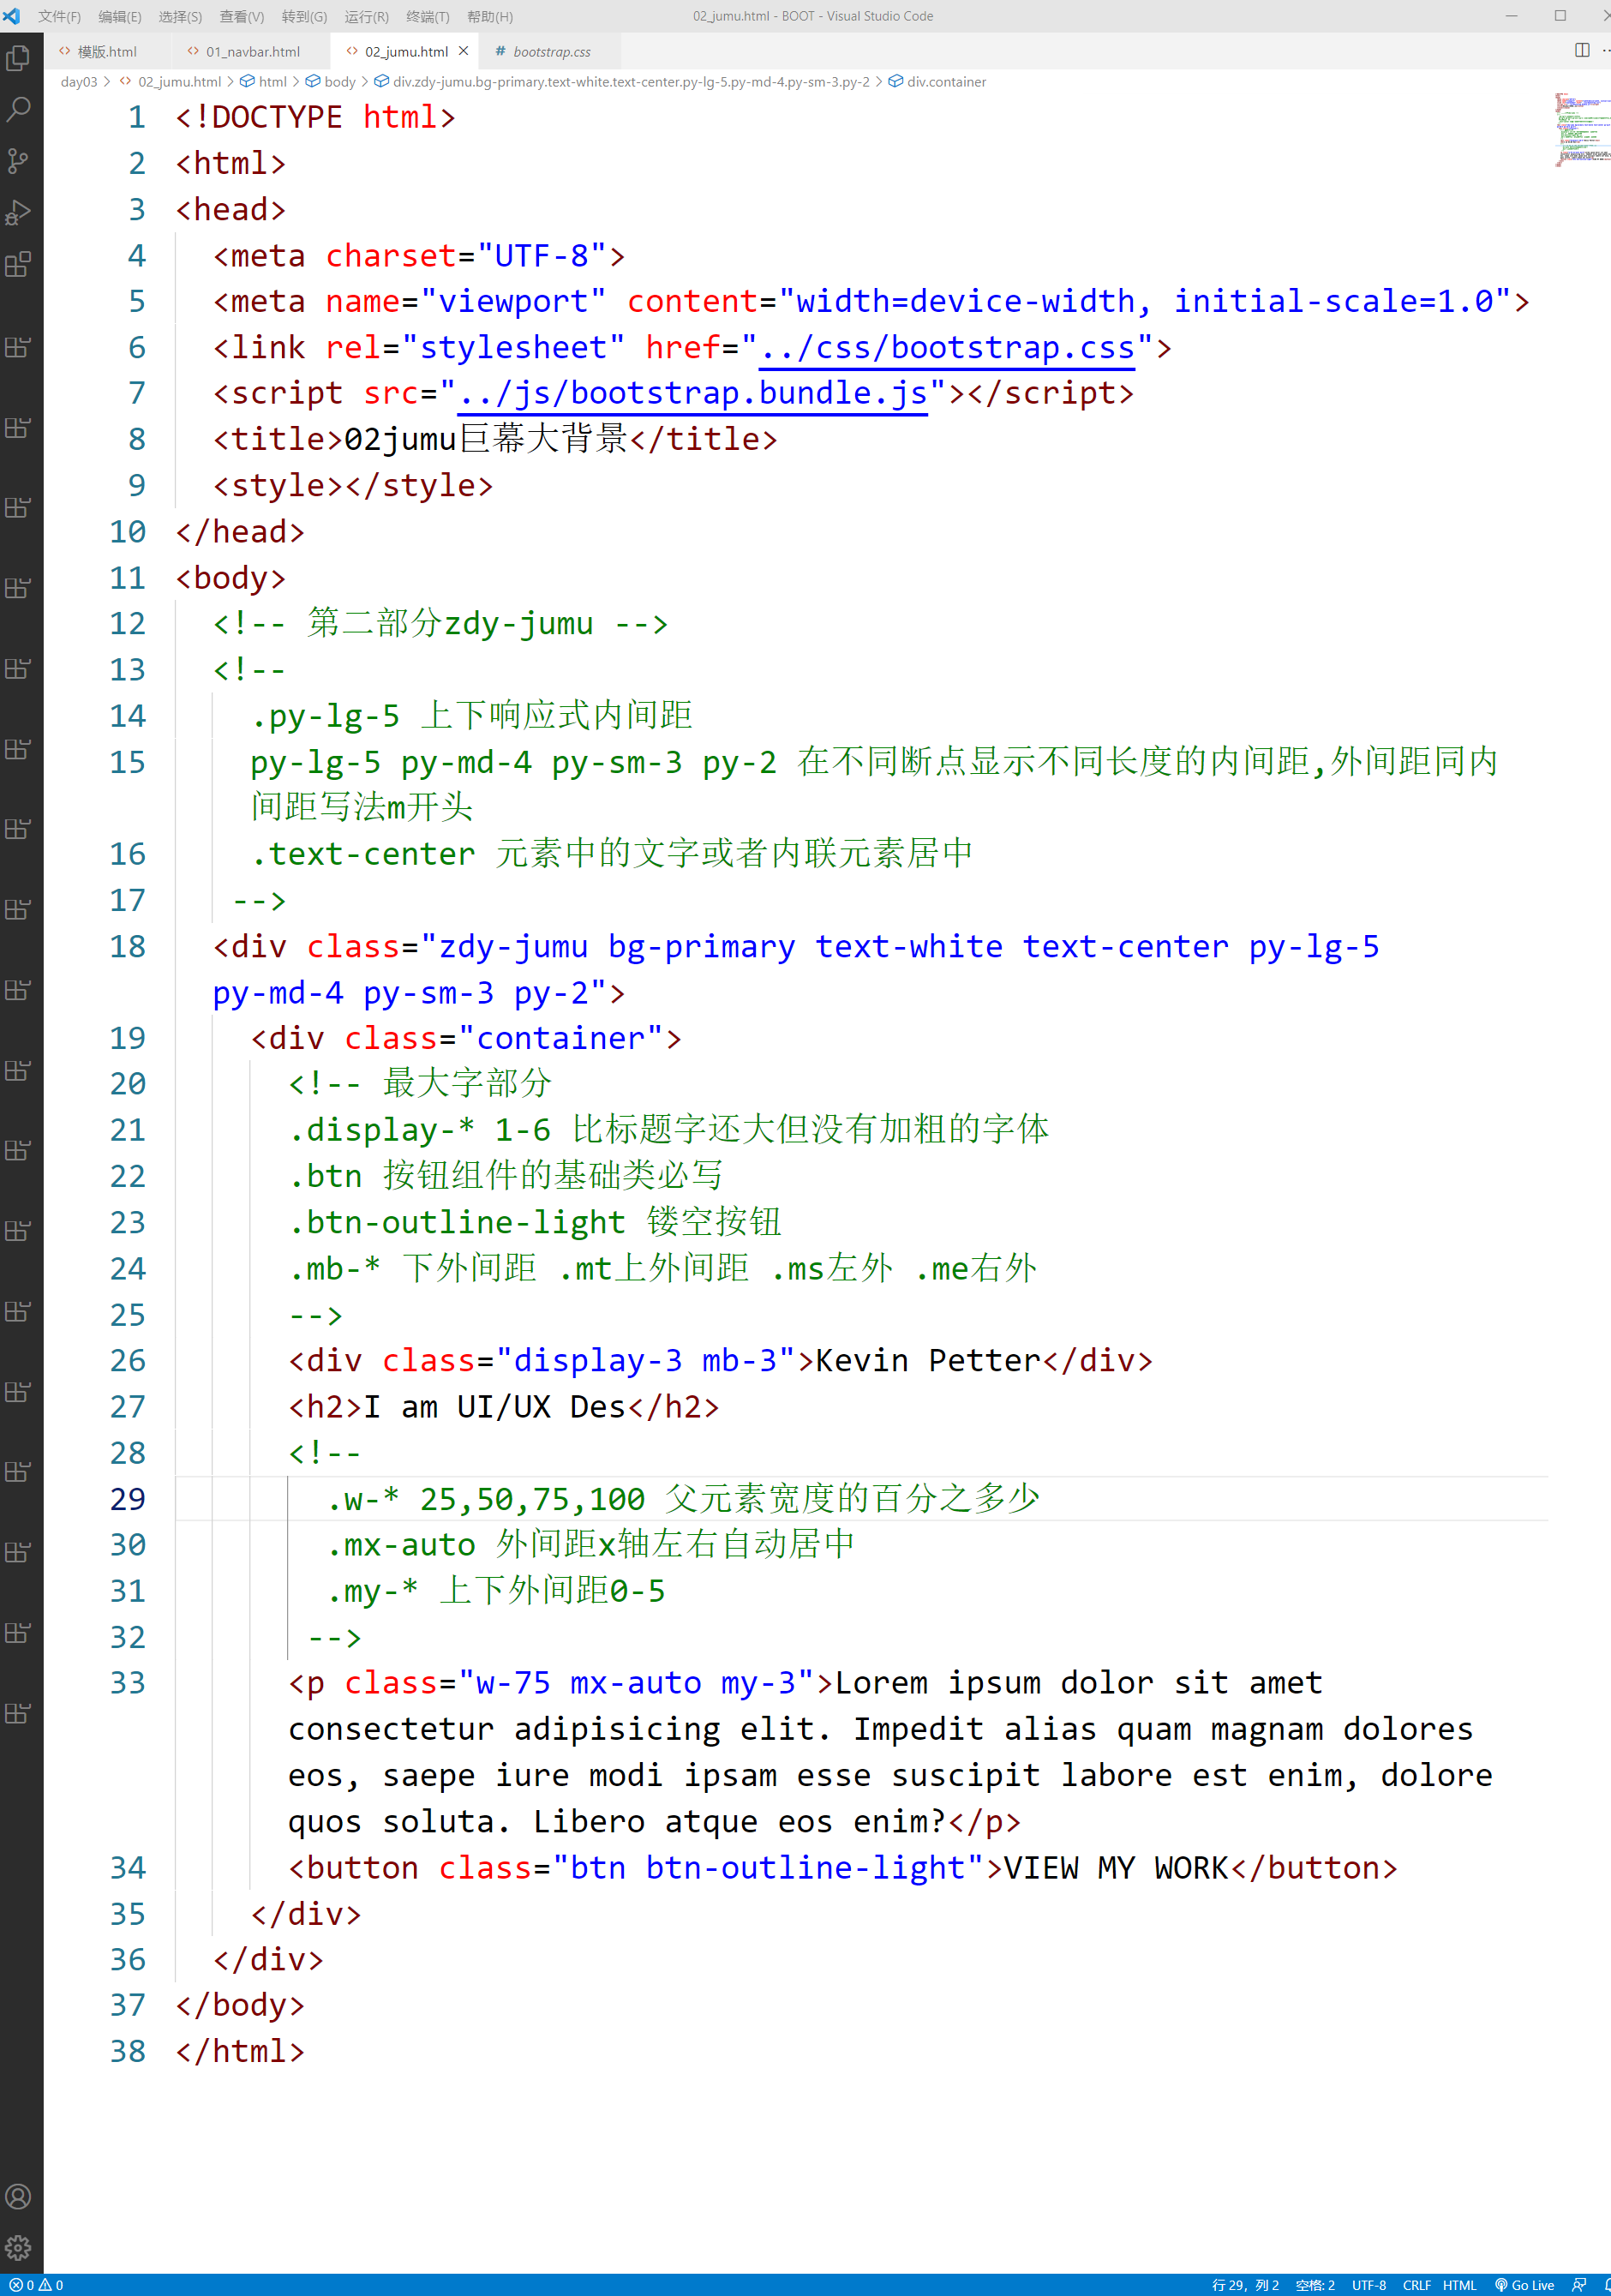 文件(F) 编辑(E) 选择(S) 查看(V) 转到(G) 运行(R) 终端(T) 帮助(H) 02_jumu.html - BOOT - Visual Studio Code
模版.html 01_navbar.html 02_jumu.html # bootstrap.css
day03 > 02_jumu.html > html > body > div.zdy-jumu.bg-primary.text-white.text-center.py-lg-5.py-md-4.py-sm-3.py-2 > div.container
1 <!DOCTYPE html>
2 <html>
3 <head>
4 <meta charset="UTF-8">
5 <meta name="viewport" content="width=device-width, initial-scale=1.0">
6 <link rel="stylesheet" href="../css/bootstrap.css">
7 <script src="../js/bootstrap.bundle.js"></script>
8 <title>02jumu巨幕大背景</title>
9 <style></style>
10 </head>
11 <body>
12 <!-- 第二部分zdy-jumu -->
13 <!--
14 .py-lg-5 上下响应式内间距
15 py-lg-5 py-md-4 py-sm-3 py-2 在不同断点显示不同长度的内间距,外间距同内
间距写法m开头
16 .text-center 元素中的文字或者内联元素居中
17 -->
18 <div class="zdy-jumu bg-primary text-white text-center py-lg-5
py-md-4 py-sm-3 py-2">
19 <div class="container">
20 <!-- 最大字部分
21 .display-* 1-6 比标题字还大但没有加粗的字体
22 .btn 按钮组件的基础类必写
23 .btn-outline-light 镂空按钮
24 .mb-* 下外间距 .mt上外间距 .ms左外 .me右外
25 -->
26 <div class="display-3 mb-3">Kevin Petter</div>
27 <h2>I am UI/UX Des</h2>
28 <!--
29 .w-* 25,50,75,100 父元素宽度的百分之多少
30 .mx-auto 外间距x轴左右自动居中
31 .my-* 上下外间距0-5
32 -->
33 <p class="w-75 mx-auto my-3">Lorem ipsum dolor sit amet
consectetur adipisicing elit. Impedit alias quam magnam dolores
eos, saepe iure modi ipsam esse suscipit labore est enim, dolore
quos soluta. Libero atque eos enim?</p>
34 <button class="btn btn-outline-light">VIEW MY WORK</button>
35 </div>
36 </div>
37 </body>
38 </html>
0 0 行 29，列 2 空格: 2 UTF-8 CRLF HTML Go Live